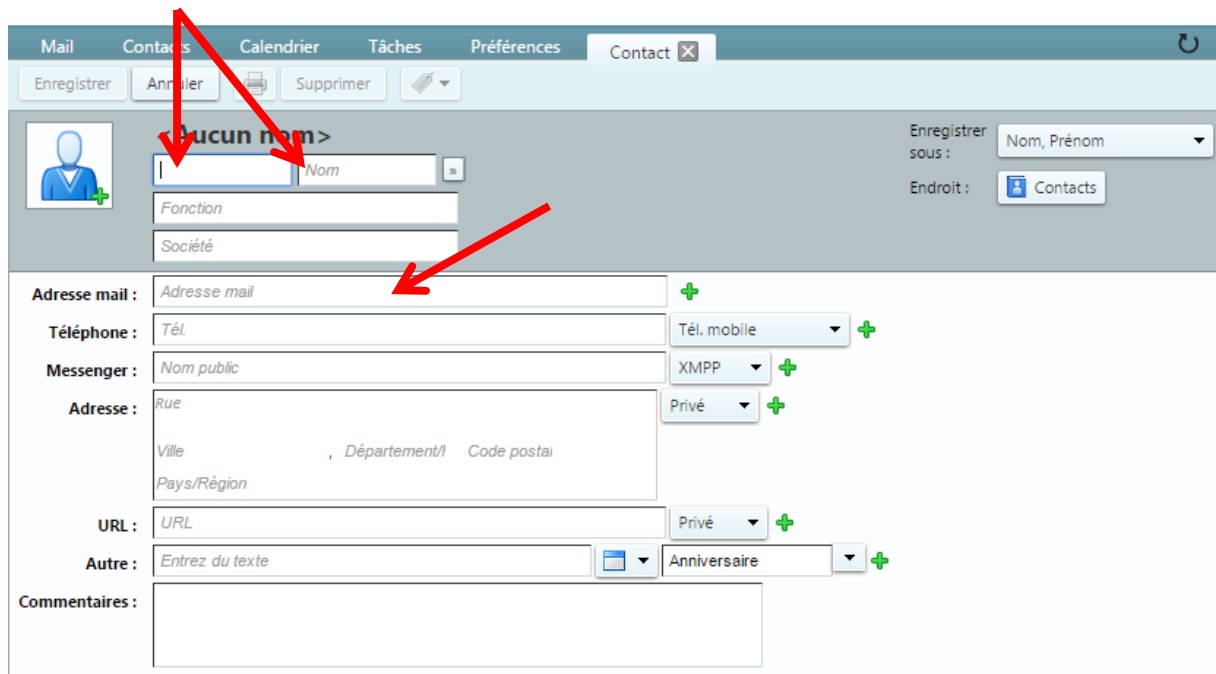 Mail Contacts Calendrier Tâches Préférences Contact
Enregistrer Annuler Supprimer
<Aucun nom>
Nom »
Fonction
Société
Enregistrer sous : Nom, Prénom
Endroit : Contacts
Adresse mail : Adresse mail
Téléphone : Tél. Tél. mobile
Messenger : Nom public XMPP
Adresse : Rue Privé
Ville , Département/ Code postal
Pays/Région
URL : URL Privé
Autre : Entrez du texte Anniversaire
Commentaires :